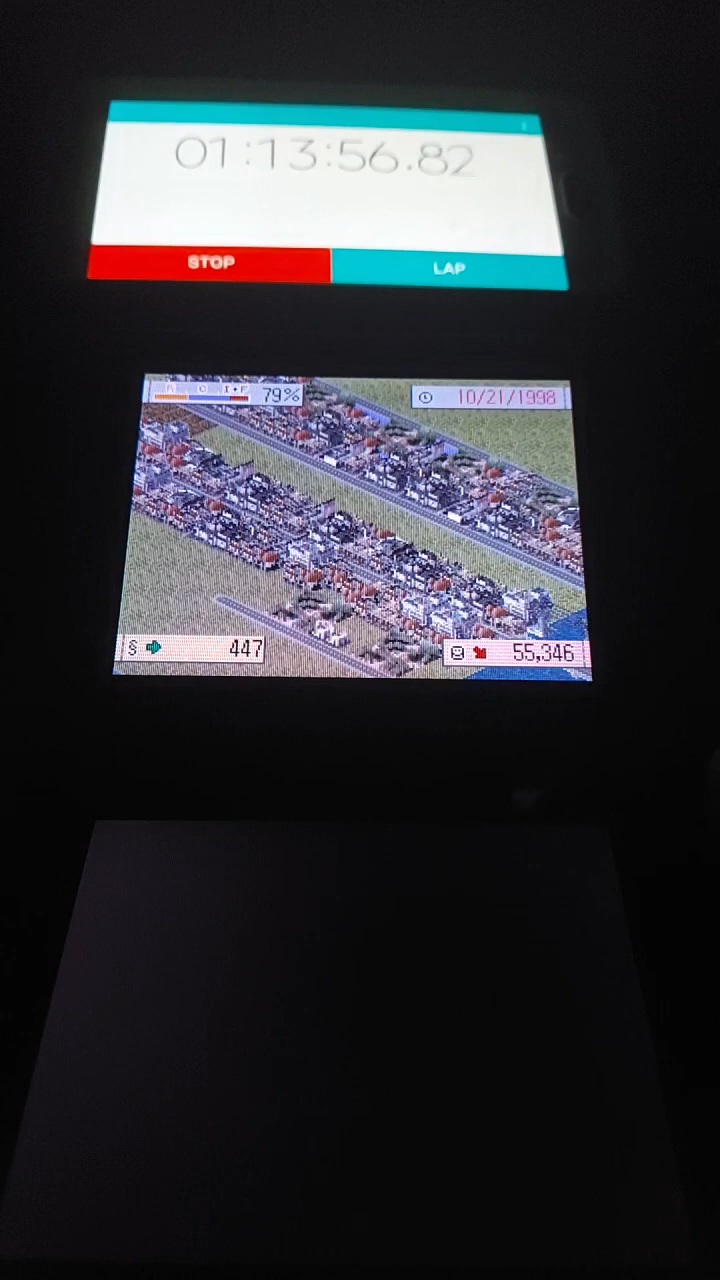 01:13:56.82
STOP
LAP
R C I·F 79%
10/21/1998
§ 447
55,346